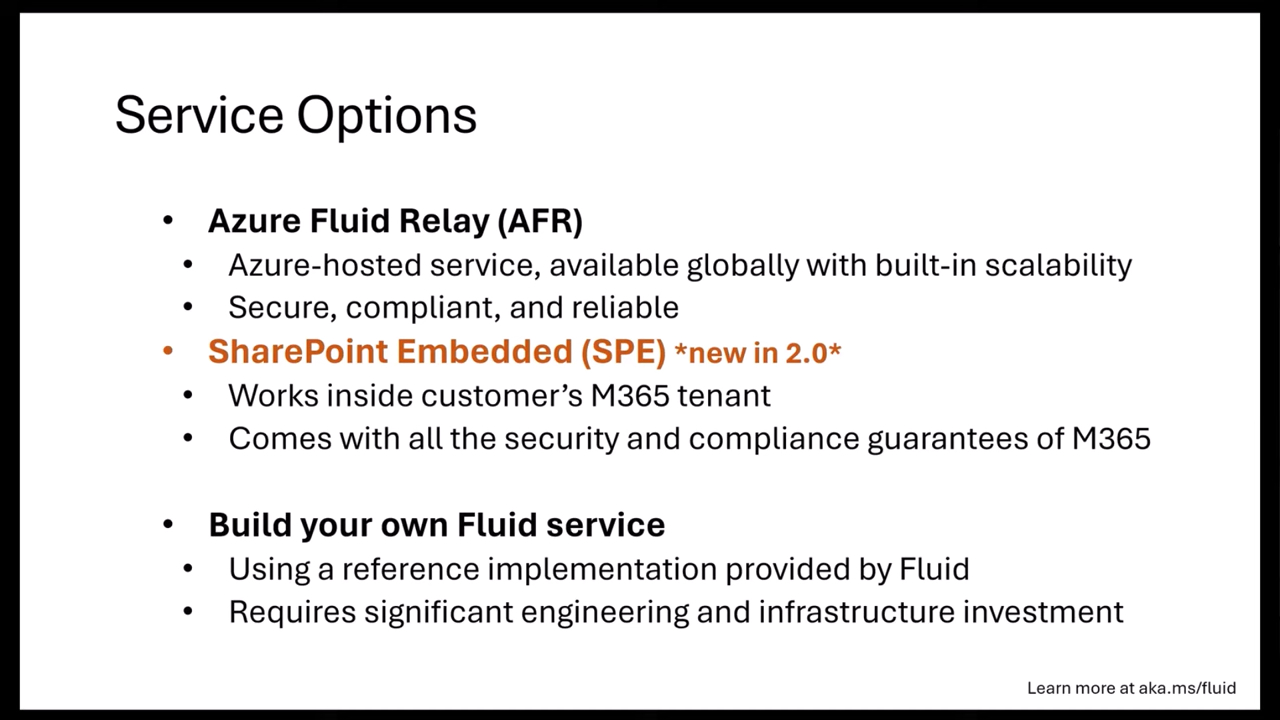 Service Options
• Azure Fluid Relay (AFR)
• Azure-hosted service, available globally with built-in scalability
• Secure, compliant, and reliable
• SharePoint Embedded (SPE) *new in 2.0*
• Works inside customer’s M365 tenant
• Comes with all the security and compliance guarantees of M365
• Build your own Fluid service
• Using a reference implementation provided by Fluid
• Requires significant engineering and infrastructure investment
Learn more at aka.ms/fluid